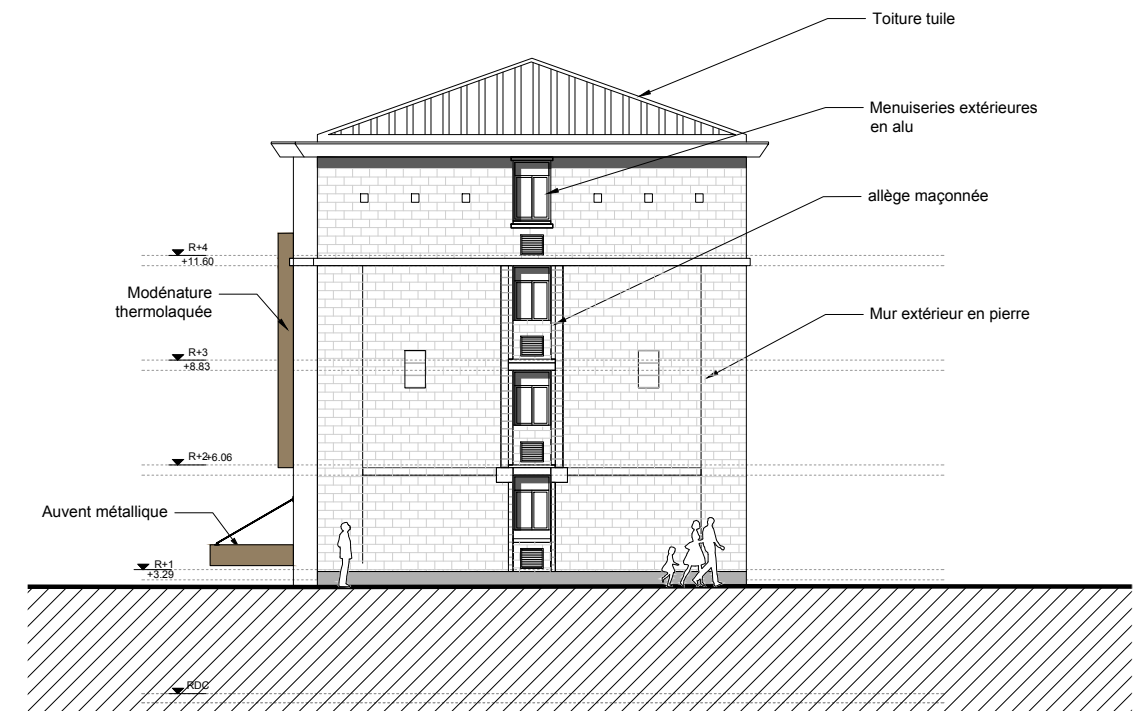 Toiture tuile
Menuiseries extérieures
en alu
allège maçonnée
R+4
+11.60
Modénature
thermolaquée
Mur extérieur en pierre
R+3
+8.83
R+2+6.06
Auvent métallique
R+1
+3.29
RDC